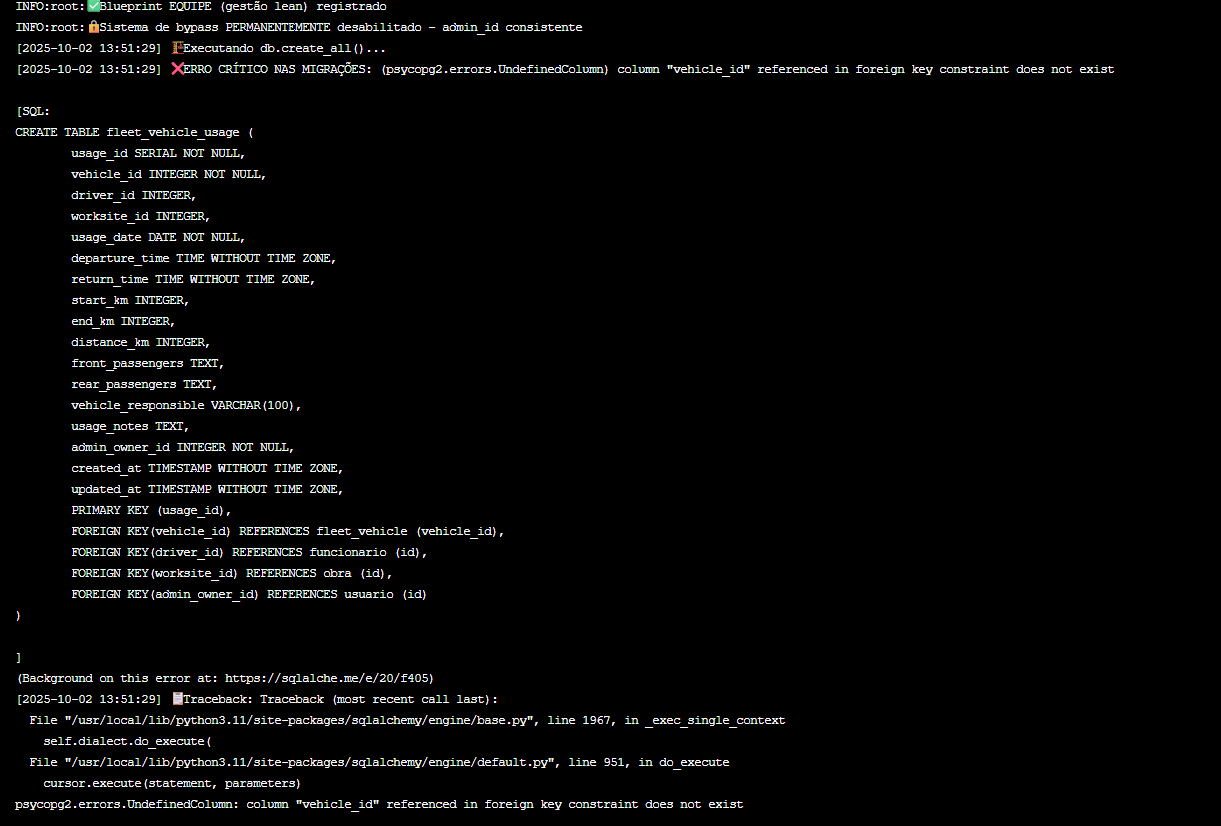 INFO:root:✅Blueprint EQUIPE (gestão lean) registrado
INFO:root:🔒Sistema de bypass PERMANENTEMENTE desabilitado - admin_id consistente
[2025-10-02 13:51:29] 🏗️Executando db.create_all()...
[2025-10-02 13:51:29] ❌ERRO CRÍTICO NAS MIGRAÇÕES: (psycopg2.errors.UndefinedColumn) column "vehicle_id" referenced in foreign key constraint does not exist
[SQL:
CREATE TABLE fleet_vehicle_usage (
usage_id SERIAL NOT NULL,
vehicle_id INTEGER NOT NULL,
driver_id INTEGER,
worksite_id INTEGER,
usage_date DATE NOT NULL,
departure_time TIME WITHOUT TIME ZONE,
return_time TIME WITHOUT TIME ZONE,
start_km INTEGER,
end_km INTEGER,
distance_km INTEGER,
front_passengers TEXT,
rear_passengers TEXT,
vehicle_responsible VARCHAR(100),
usage_notes TEXT,
admin_owner_id INTEGER NOT NULL,
created_at TIMESTAMP WITHOUT TIME ZONE,
updated_at TIMESTAMP WITHOUT TIME ZONE,
PRIMARY KEY (usage_id),
FOREIGN KEY(vehicle_id) REFERENCES fleet_vehicle (vehicle_id),
FOREIGN KEY(driver_id) REFERENCES funcionario (id),
FOREIGN KEY(worksite_id) REFERENCES obra (id),
FOREIGN KEY(admin_owner_id) REFERENCES usuario (id)
)
]
(Background on this error at: https://sqlalche.me/e/20/f405)
[2025-10-02 13:51:29] 📋Traceback: Traceback (most recent call last):
File "/usr/local/lib/python3.11/site-packages/sqlalchemy/engine/base.py", line 1967, in _exec_single_context
self.dialect.do_execute(
File "/usr/local/lib/python3.11/site-packages/sqlalchemy/engine/default.py", line 951, in do_execute
cursor.execute(statement, parameters)
psycopg2.errors.UndefinedColumn: column "vehicle_id" referenced in foreign key constraint does not exist